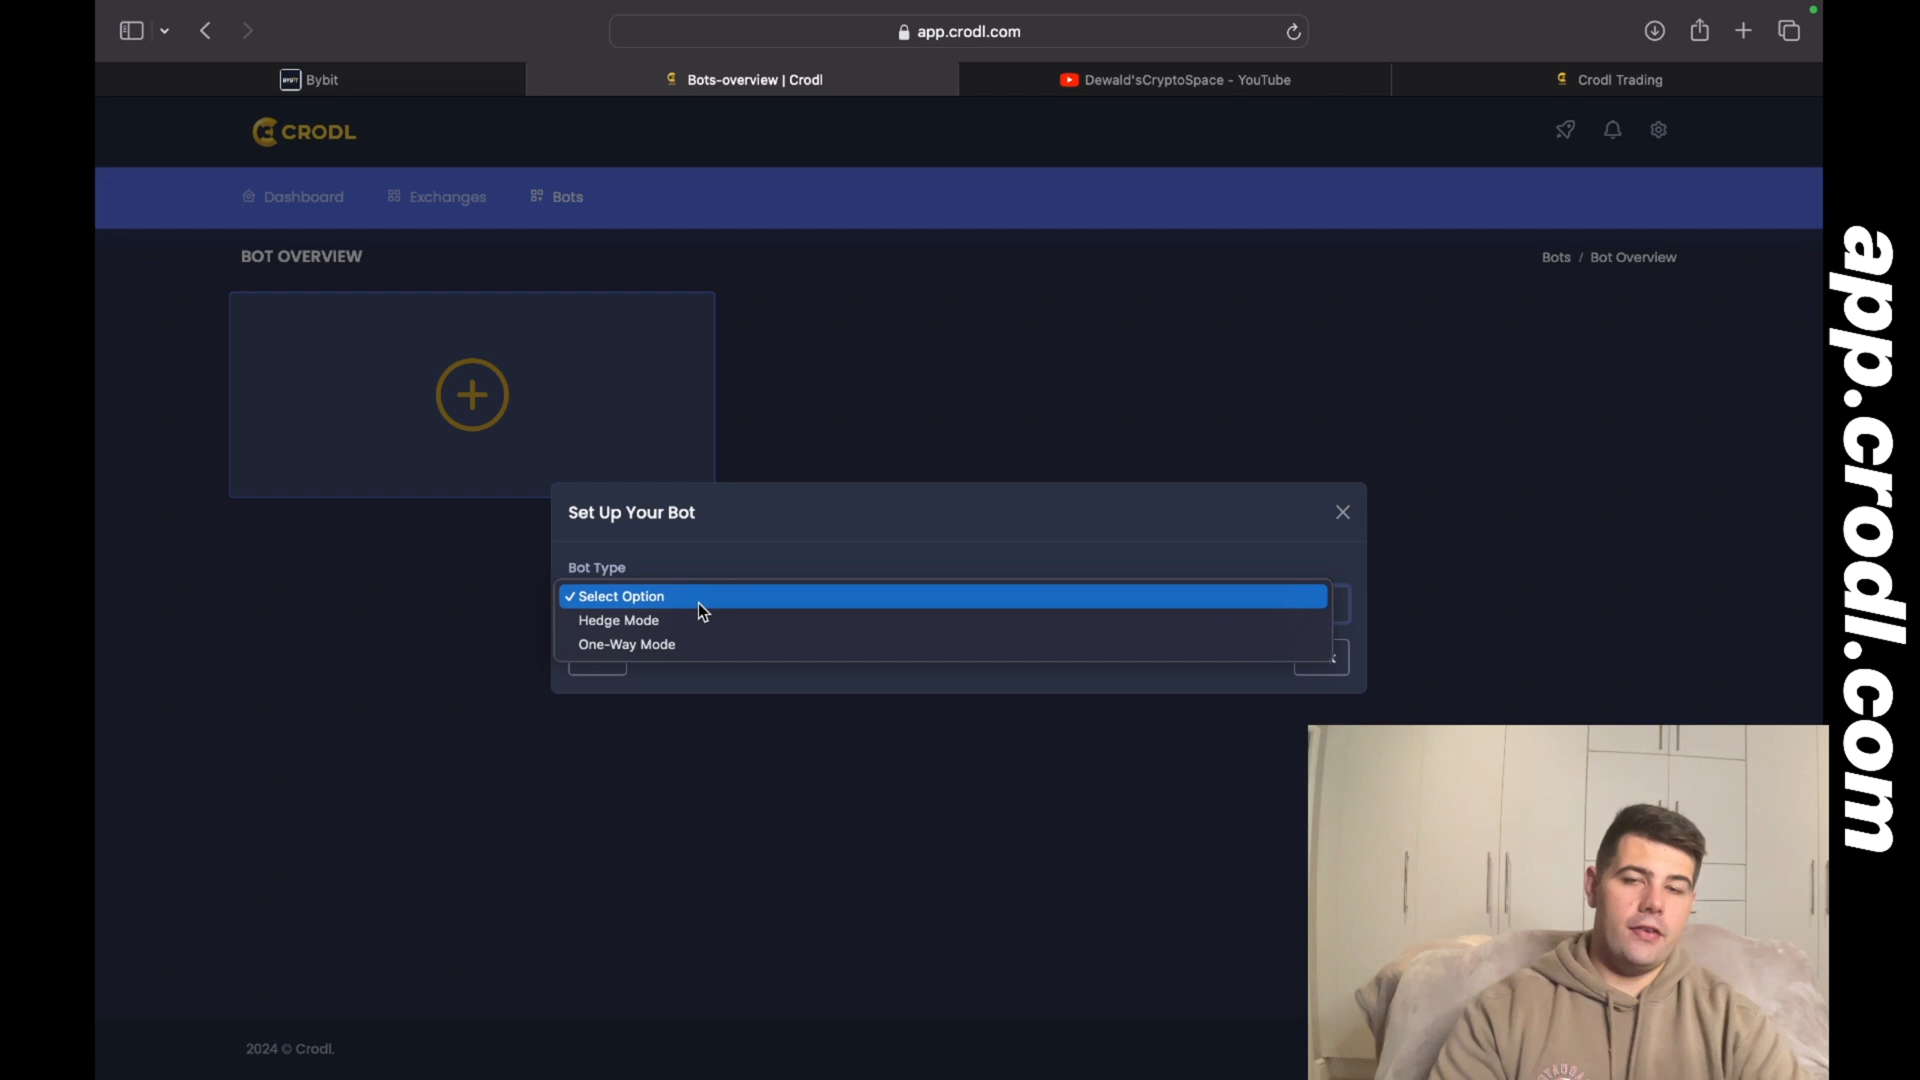 app.crodl.com
Bybit
Bots-overview | Crodl
Dewald'sCryptoSpace - YouTube
Crodl Trading
CRODL
Dashboard
Exchanges
Bots
BOT OVERVIEW
Bots / Bot Overview
Set Up Your Bot
Bot Type
✓ Select Option
Hedge Mode
One-Way Mode
2024 © Crodl.
app.crodl.com